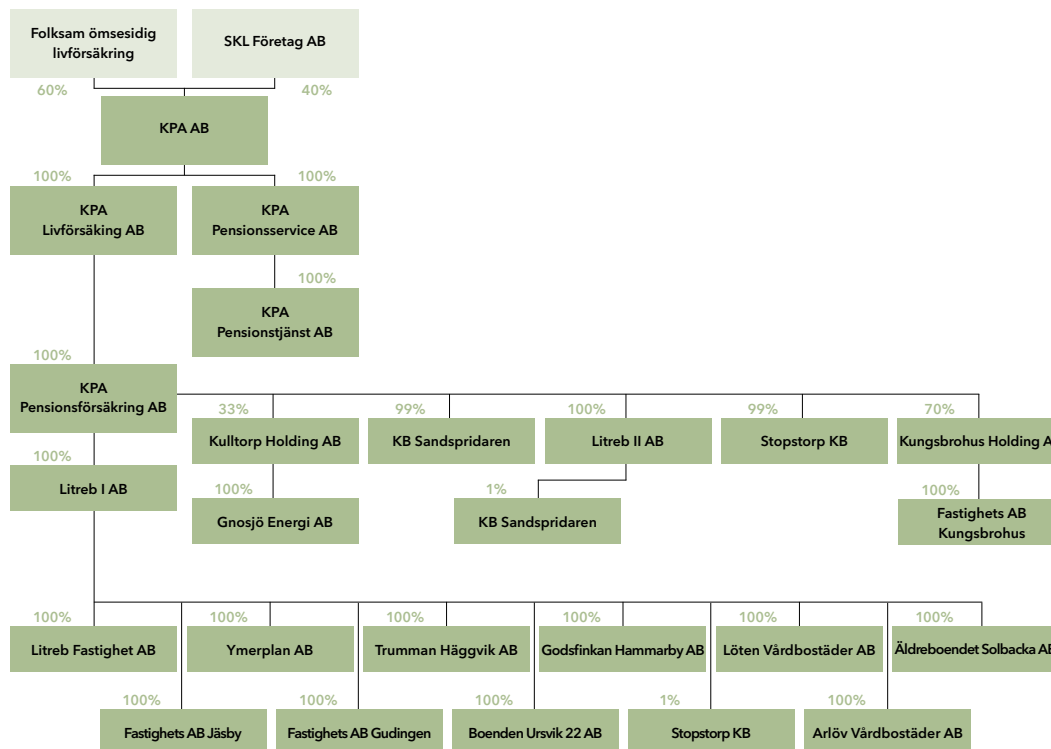 Folksam ömsesidig
livförsäkring
SKL Företag AB
60%
40%
KPA AB
100%
100%
KPA
Livförsäking AB
KPA
Pensionsservice AB
100%
KPA
Pensionstjänst AB
100%
KPA
Pensionsförsäkring AB
33%
99%
100%
99%
70%
Kulltorp Holding AB
KB Sandspridaren
Litreb II AB
Stopstorp KB
Kungsbrohus Holding A
100%
Litreb I AB
100%
Gnosjö Energi AB
1%
KB Sandspridaren
100%
Fastighets AB
Kungsbrohus
100%
100%
100%
100%
100%
100%
Litreb Fastighet AB
Ymerplan AB
Trumman Häggvik AB
Godsfinkan Hammarby AB
Löten Vårdbostäder AB
Äldreboendet Solbacka AB
100%
100%
100%
1%
100%
Fastighets AB Jäsby
Fastighets AB Gudingen
Boenden Ursvik 22 AB
Stopstorp KB
Arlöv Vårdbostäder AB